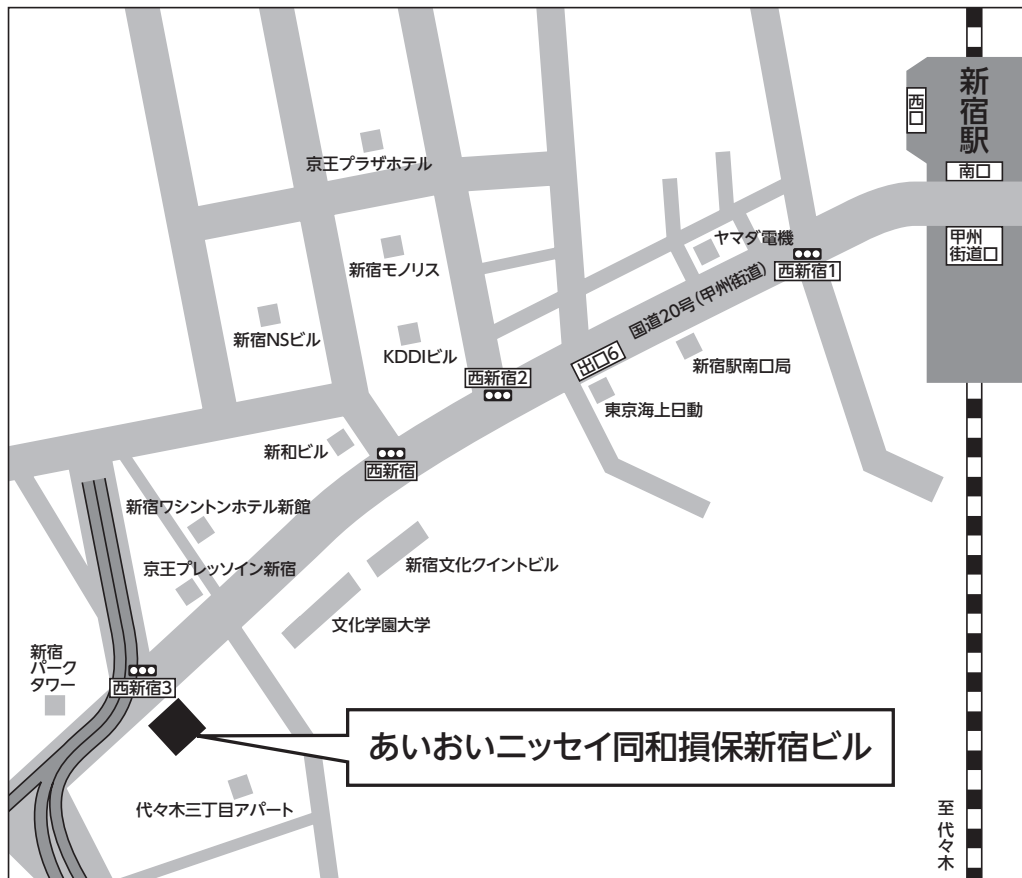 新宿駅
西口
南口
甲州
街道口
京王プラザホテル
ヤマダ電機
西新宿1
新宿モノリス
国道20号（甲州街道）
新宿NSビル
KDDIビル
出口6
新宿駅南口局
西新宿2
東京海上日動
新和ビル
西新宿
新宿ワシントンホテル新館
新宿文化クイントビル
京王プレッソイン新宿
文化学園大学
新宿
パーク
タワー
西新宿3
あいおいニッセイ同和損保新宿ビル
代々木三丁目アパート
至 代々木